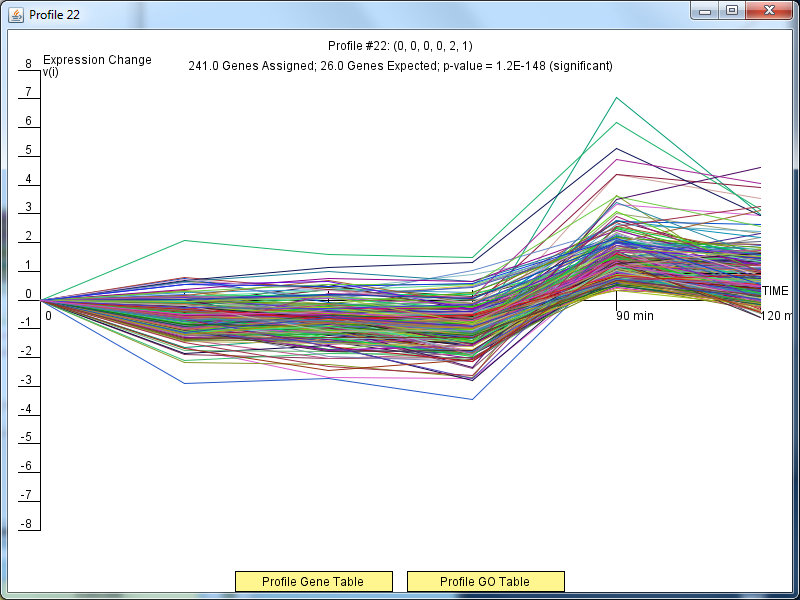 Profile 22
Profile #22: (0, 0, 0, 0, 2, 1)
241.0 Genes Assigned; 26.0 Genes Expected; p-value = 1.2E-148 (significant)
Expression Change
v(i)
8
7
6
5
4
3
2
1
0
-1
-2
-3
-4
-5
-6
-7
-8
TIME
0
90 min
120 m
Profile Gene Table
Profile GO Table